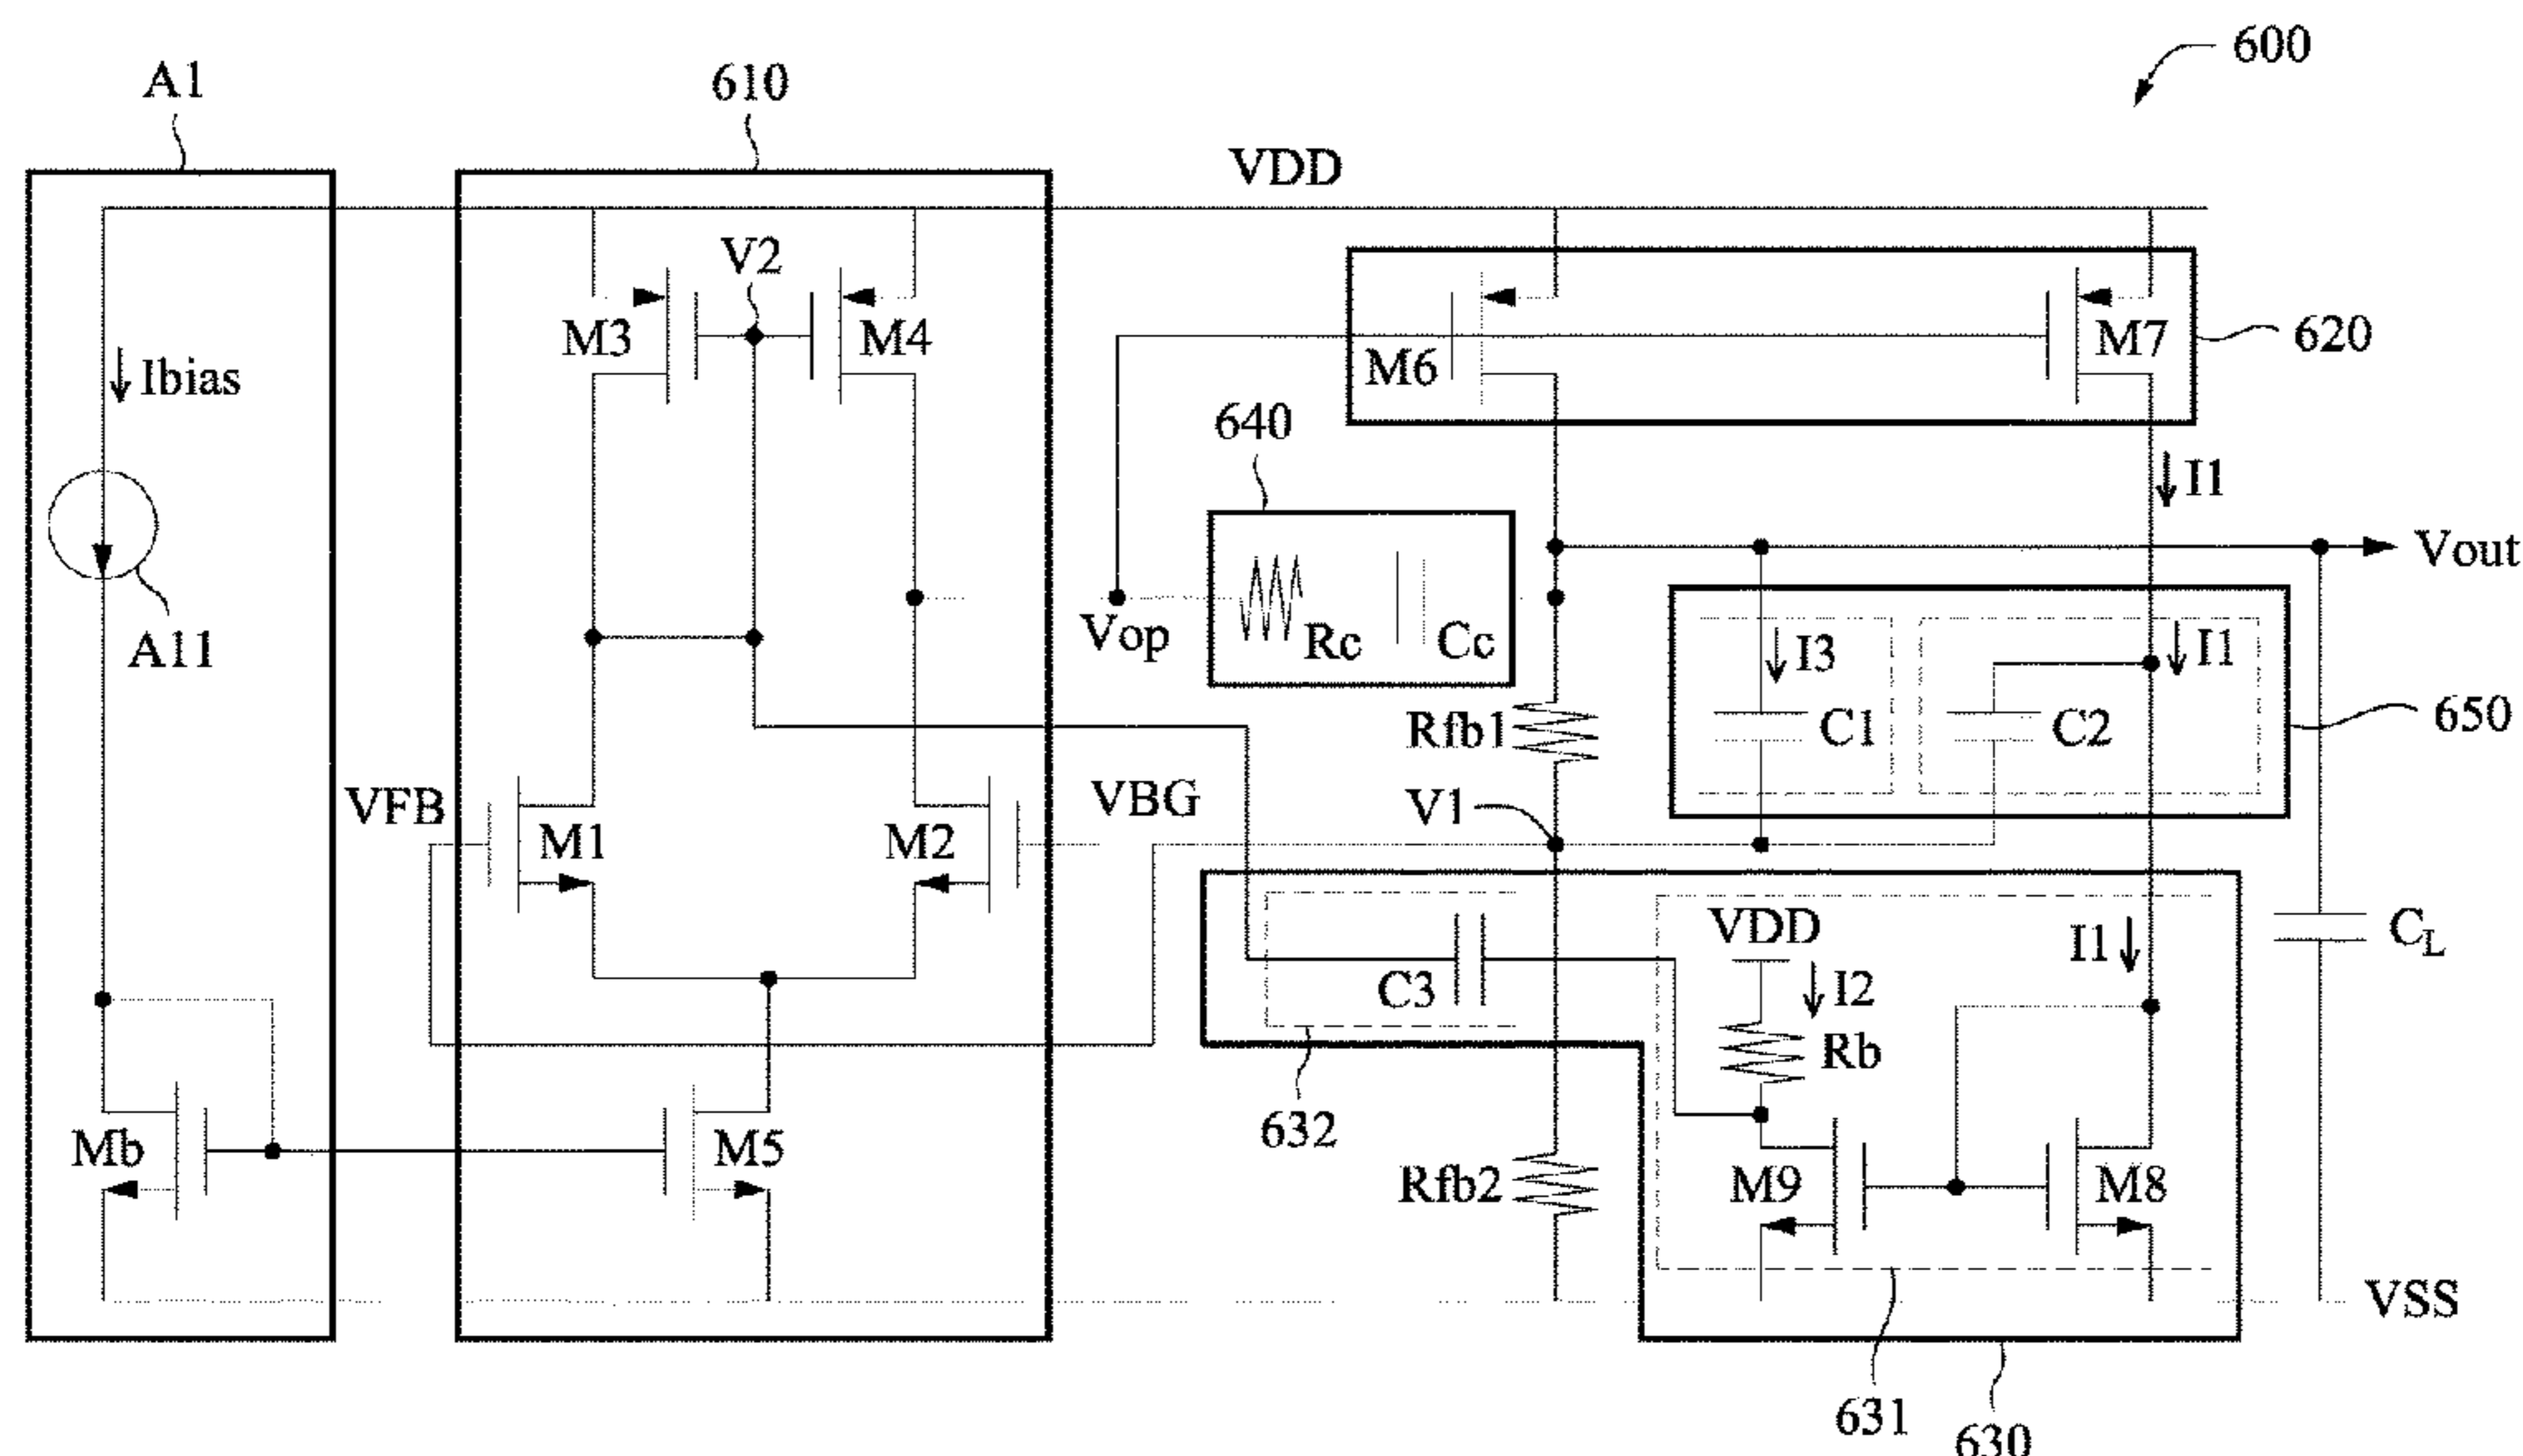 600
A1
610
VDD
V2
M3
M4
M6
M7
620
Ibias
640
I1
Vout
A11
Vop
Rc
Cc
I3
I1
Rfb1
C1
C2
650
VFB
M1
M2
VBG
V1
VDD
I1
CL
C3
I2
Rb
632
Mb
M5
Rfb2
M9
M8
VSS
631
630